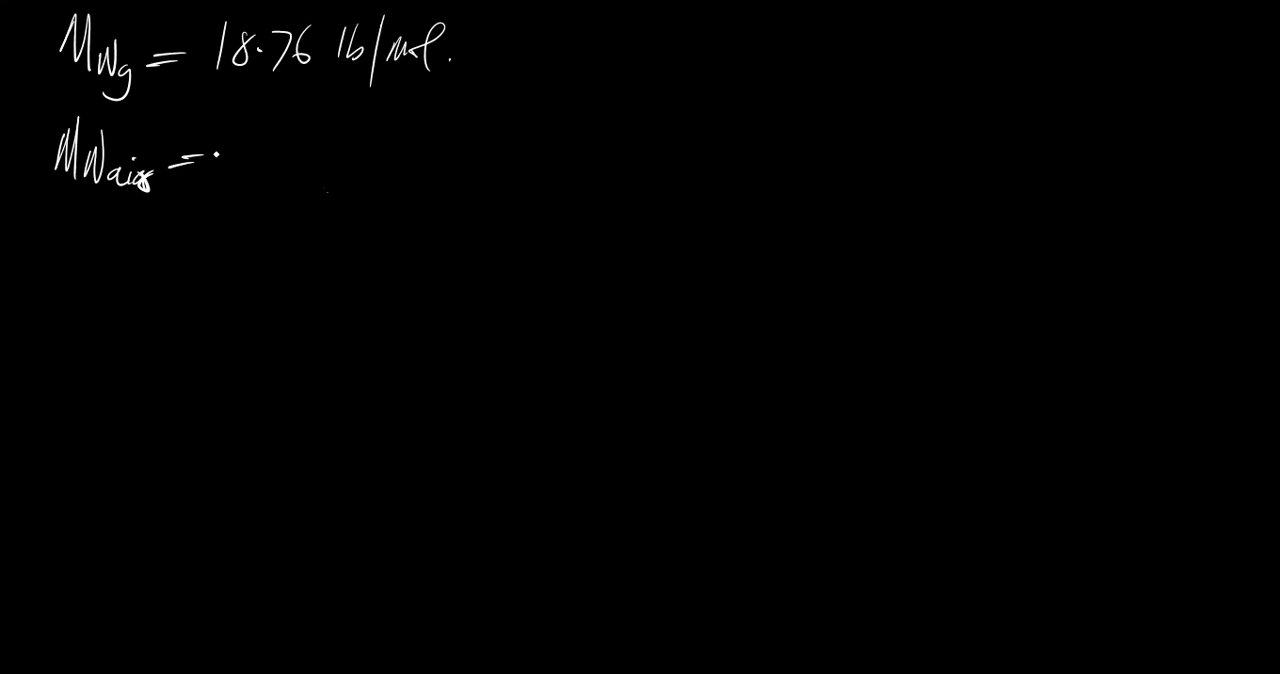 MWg = 18.76 lb/mol.
MWair =